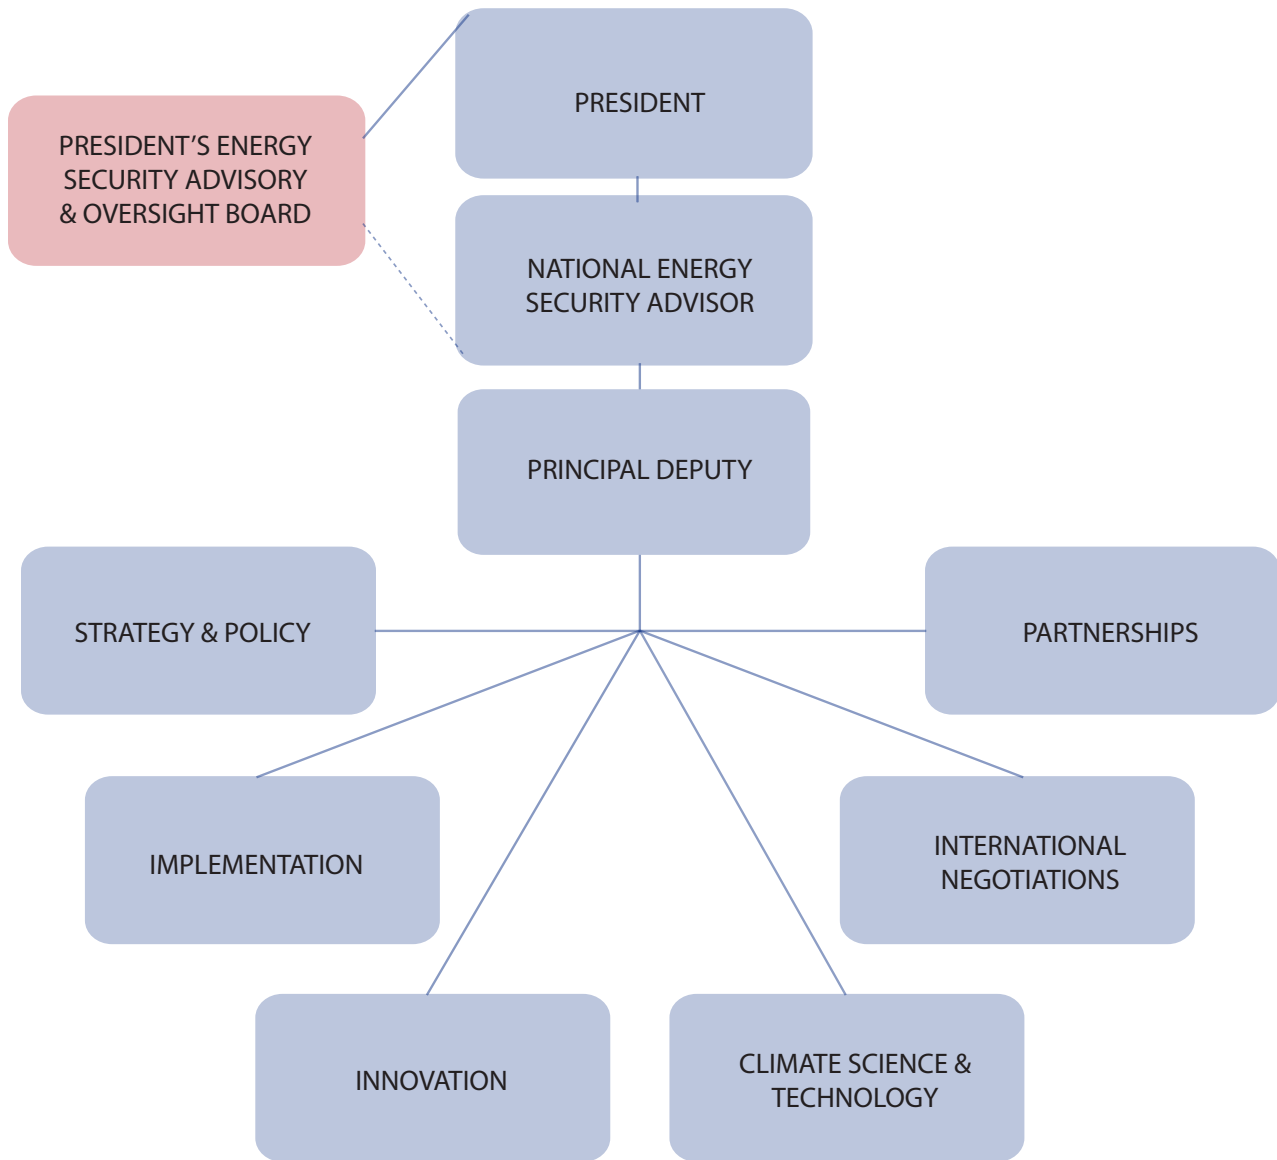 PRESIDENT
PRESIDENT’S ENERGY
SECURITY ADVISORY
& OVERSIGHT BOARD
NATIONAL ENERGY
SECURITY ADVISOR
PRINCIPAL DEPUTY
STRATEGY & POLICY
PARTNERSHIPS
IMPLEMENTATION
INTERNATIONAL
NEGOTIATIONS
INNOVATION
CLIMATE SCIENCE &
TECHNOLOGY